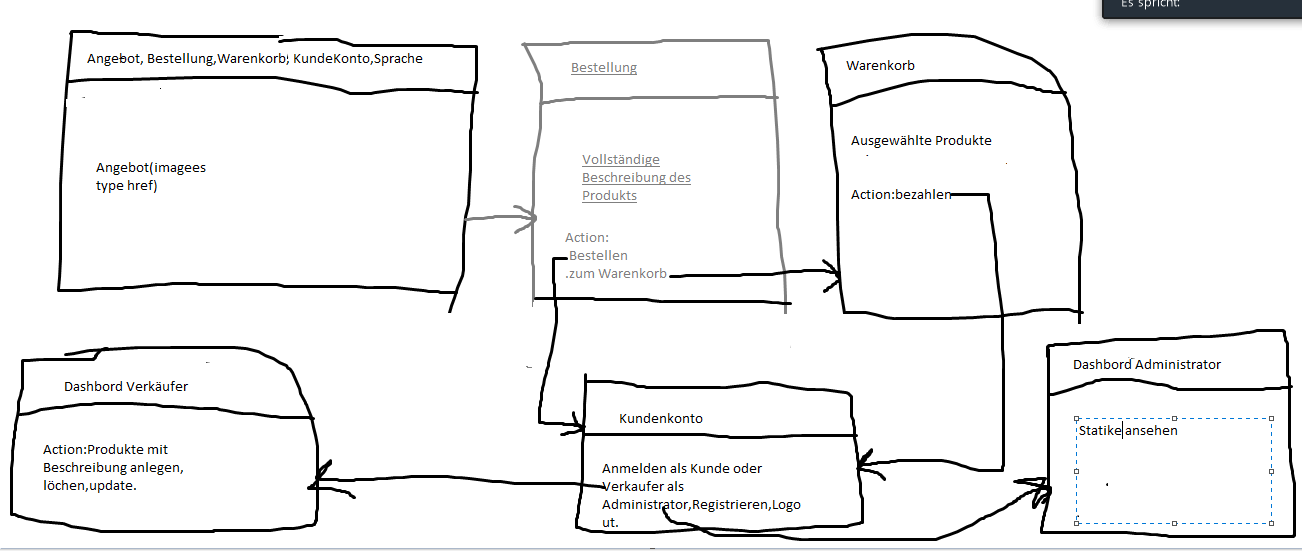 Es spricht:
Angebot, Bestellung,Warenkorb, KundeKonto,Sprache
Angebot(imagees
type href)
Bestellung
Vollständige
Beschreibung des
Produkts
Action:
Bestellen
.zum Warenkorb
Warenkorb
Ausgewählte Produkte
Action:bezahlen
Dashbord Verkäufer
Action:Produkte mit
Beschreibung anlegen,
löchen,update.
Kundenkonto
Anmelden als Kunde oder
Verkaufer als
Administrator,Registrieren,Logo
ut.
Dashbord Administrator
Statike ansehen